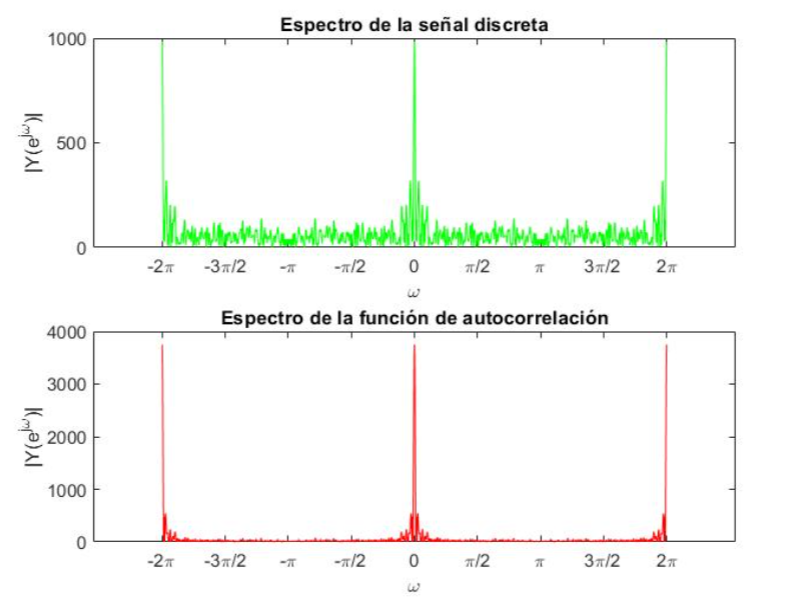 Espectro de la señal discreta
1000
500
0
|Y(e^jω)|
-2π -3π/2 -π -π/2 0 π/2 π 3π/2 2π
ω
Espectro de la función de autocorrelación
4000
3000
2000
1000
0
|Y(e^jω)|
-2π -3π/2 -π -π/2 0 π/2 π 3π/2 2π
ω